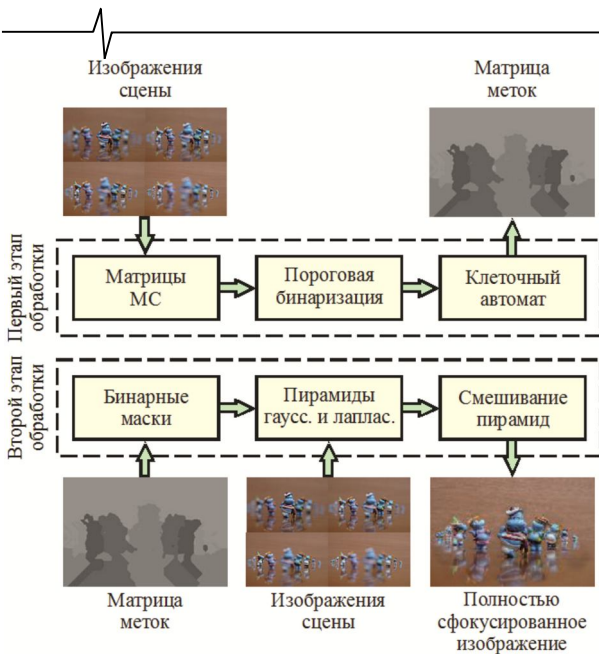 Изображения
сцены
Матрица
меток
Первый этап
обработки
Матрицы
МС
Пороговая
бинаризация
Клеточный
автомат
Второй этап
обработки
Бинарные
маски
Пирамиды
гаусс. и лаплас.
Смешивание
пирамид
Матрица
меток
Изображения
сцены
Полностью
сфокусированное
изображение